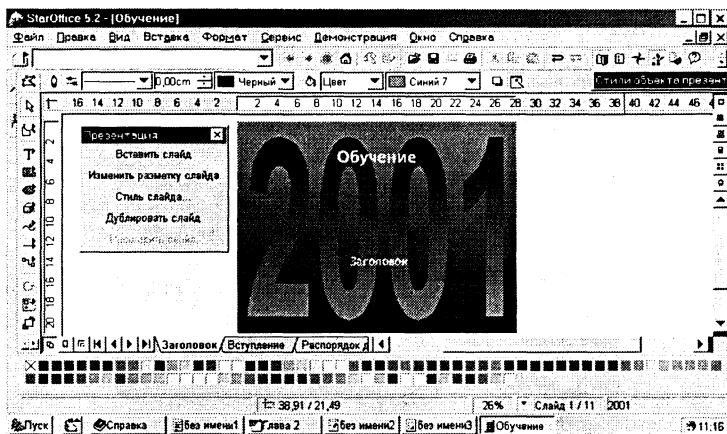 StarOffice 5.2 - [Обучение]
Файл Правка Вид Вставка Формат Сервис Демонстрация Окно Справка
0,00cm Черный Цвет Синий 7
Стили объекта презент
16 14 12 10 8 6 4 2 2 4 6 8 10 12 14 16 18 20 22 24 26 28 30 32 34 36 38 40 42 44 46
Презентация
Вставить слайд
Изменить разметку слайда
Стиль слайда...
Дублировать слайд
2001
Обучение
Заголовок
Заголовок Вступление Распорядок д
38,91 / 21,49 26% * Слайд 1 / 11 2001
Пуск Справка без имени1 Глава 2 без имени2 без имени3 Обучение 11:16